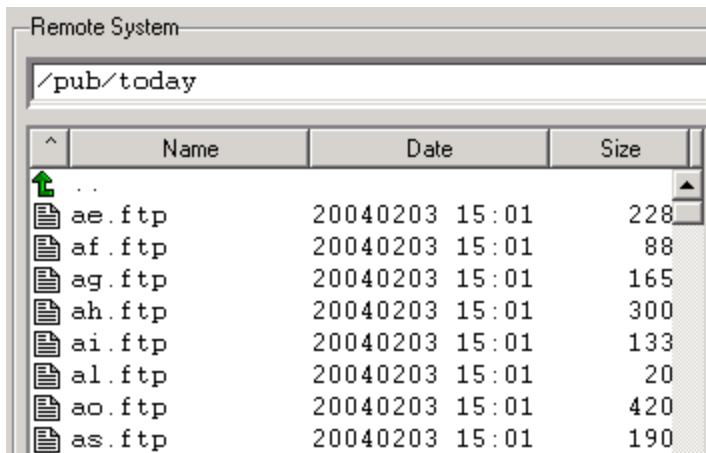 Remote System
/pub/today
^ Name Date Size
..
ae.ftp 20040203 15:01 228
af.ftp 20040203 15:01 88
ag.ftp 20040203 15:01 165
ah.ftp 20040203 15:01 300
ai.ftp 20040203 15:01 133
al.ftp 20040203 15:01 20
ao.ftp 20040203 15:01 420
as.ftp 20040203 15:01 190